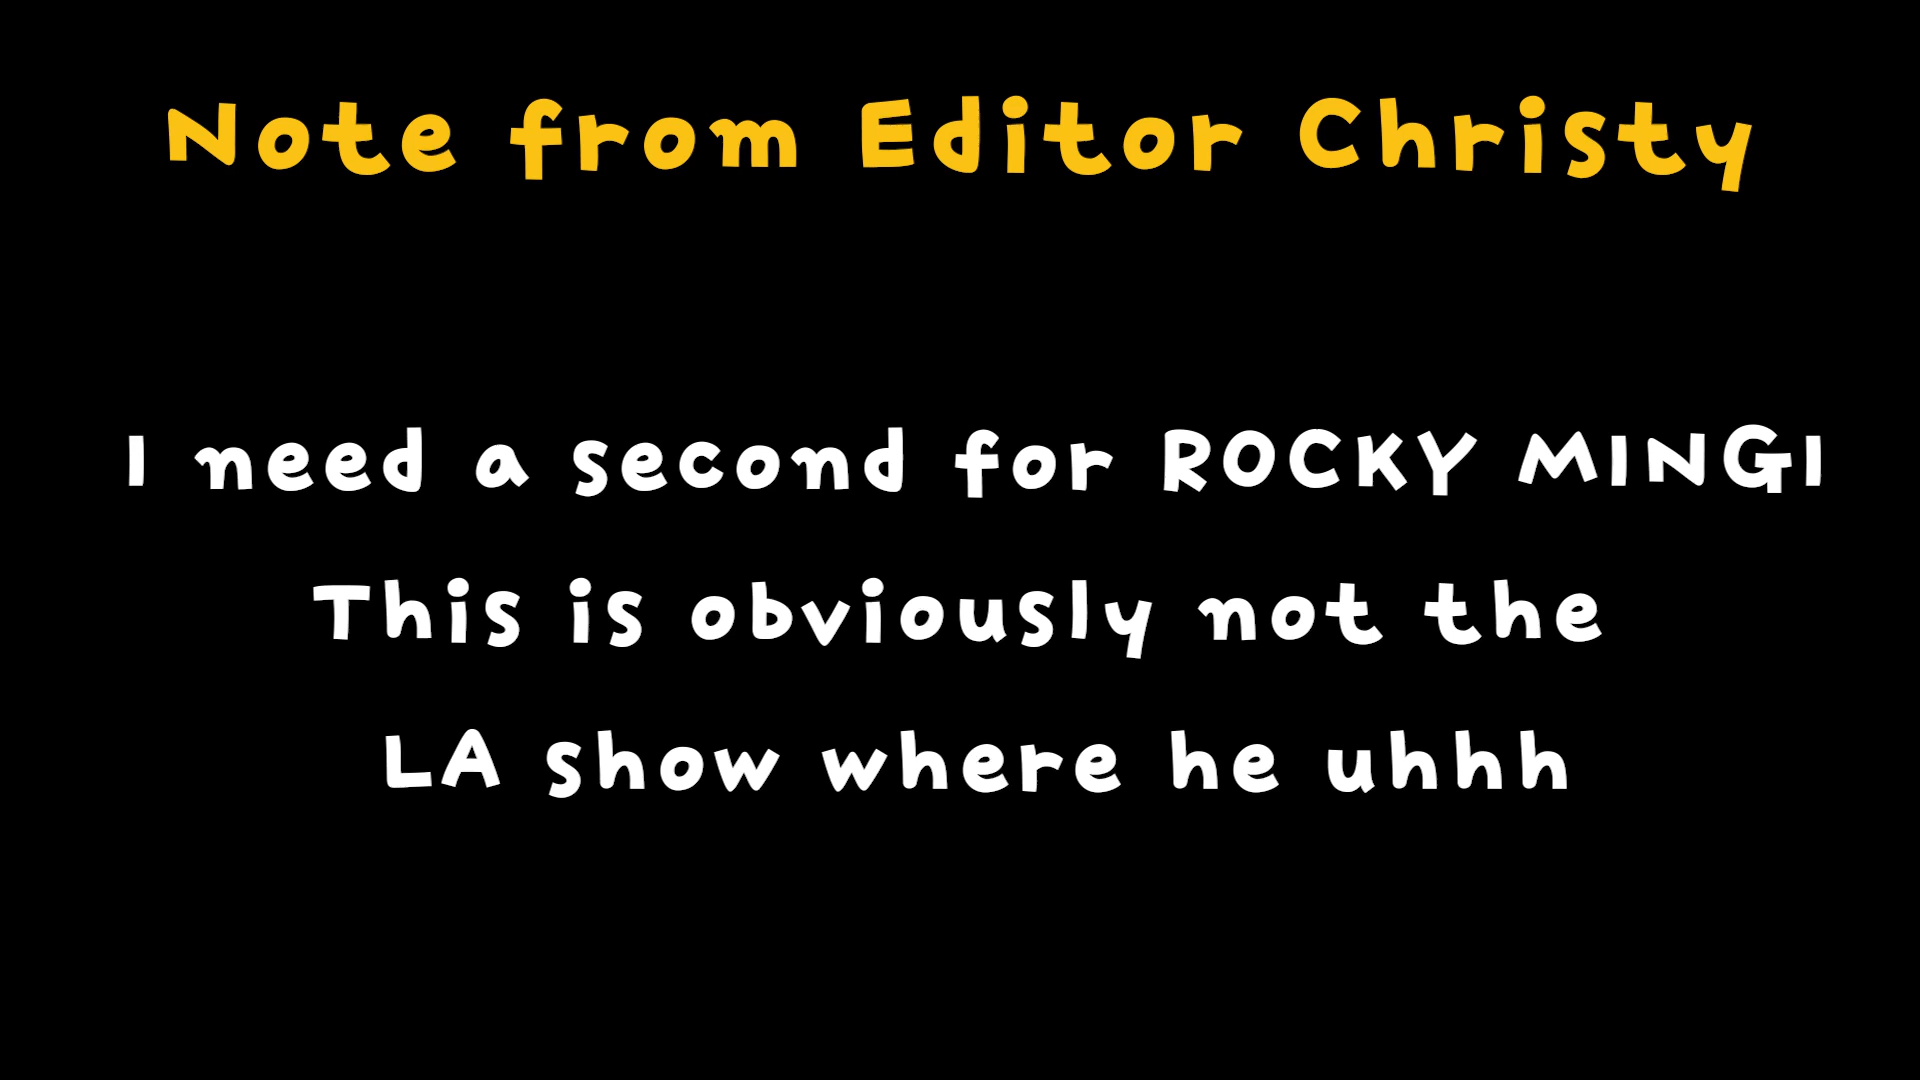 Note from Editor Christy
I need a second for ROCKY MINGI
This is obviously not the
LA show where he uhhh